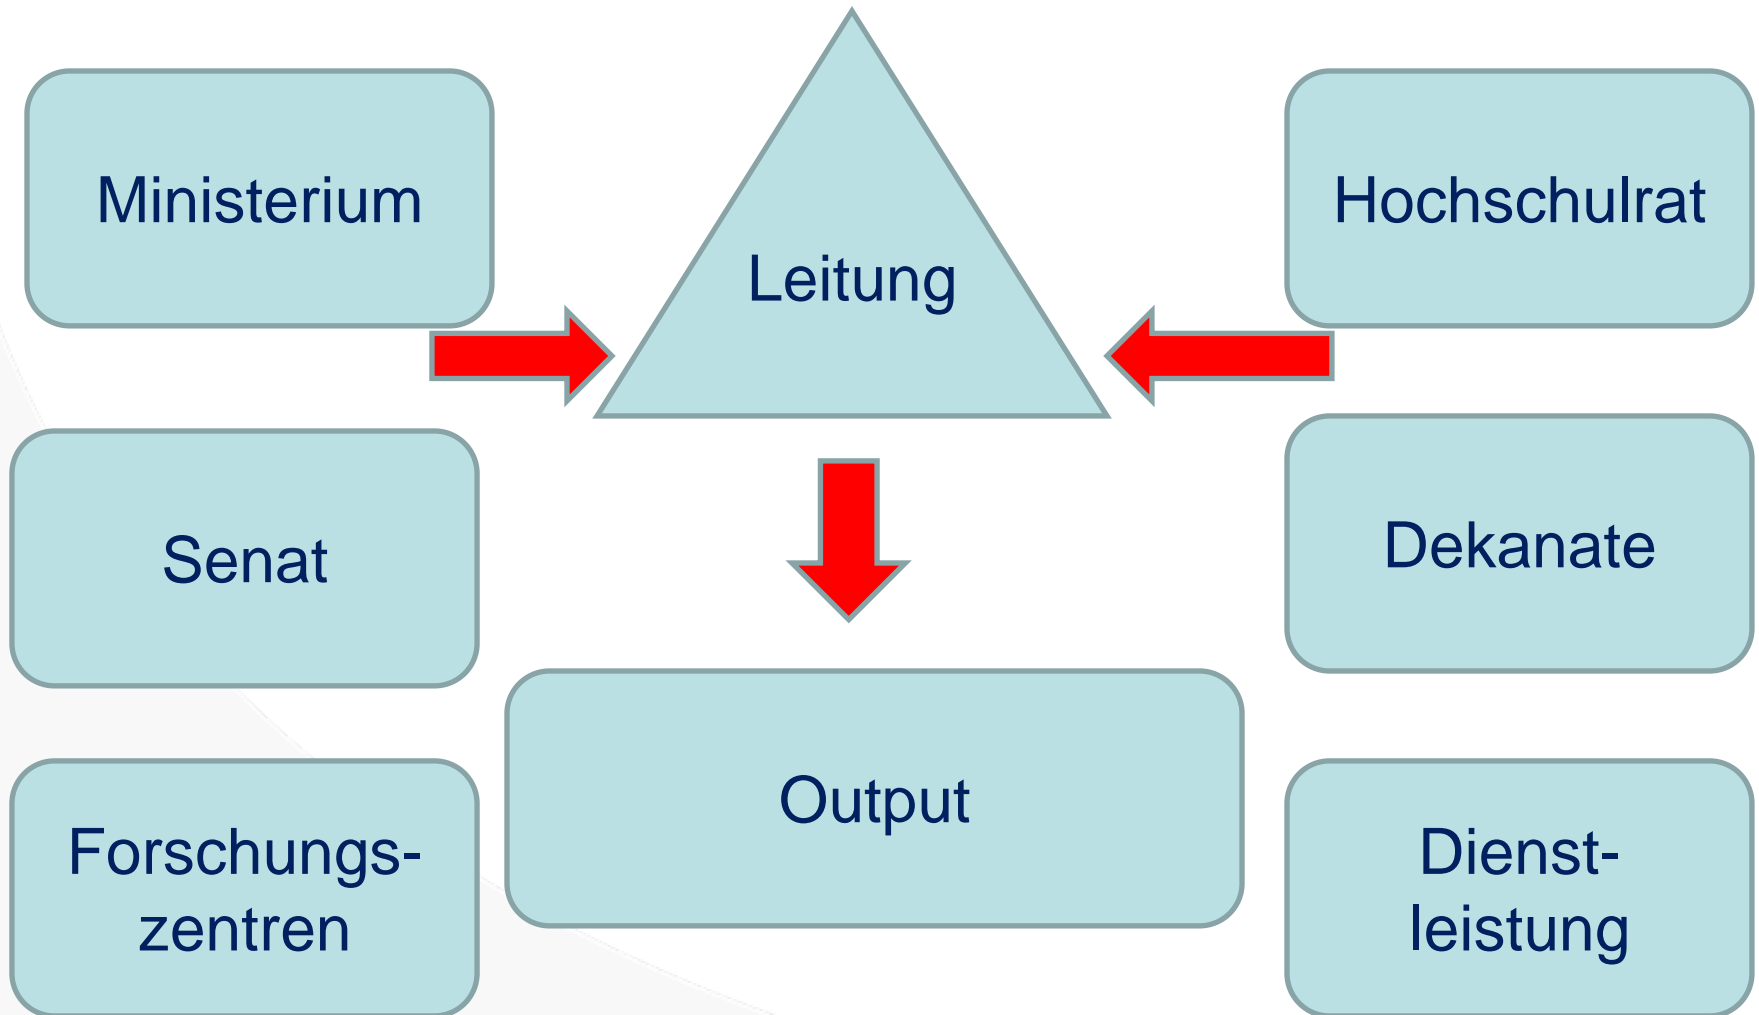 Ministerium
Leitung
Hochschulrat
Senat
Dekanate
Output
Forschungs-
zentren
Dienst-
leistung